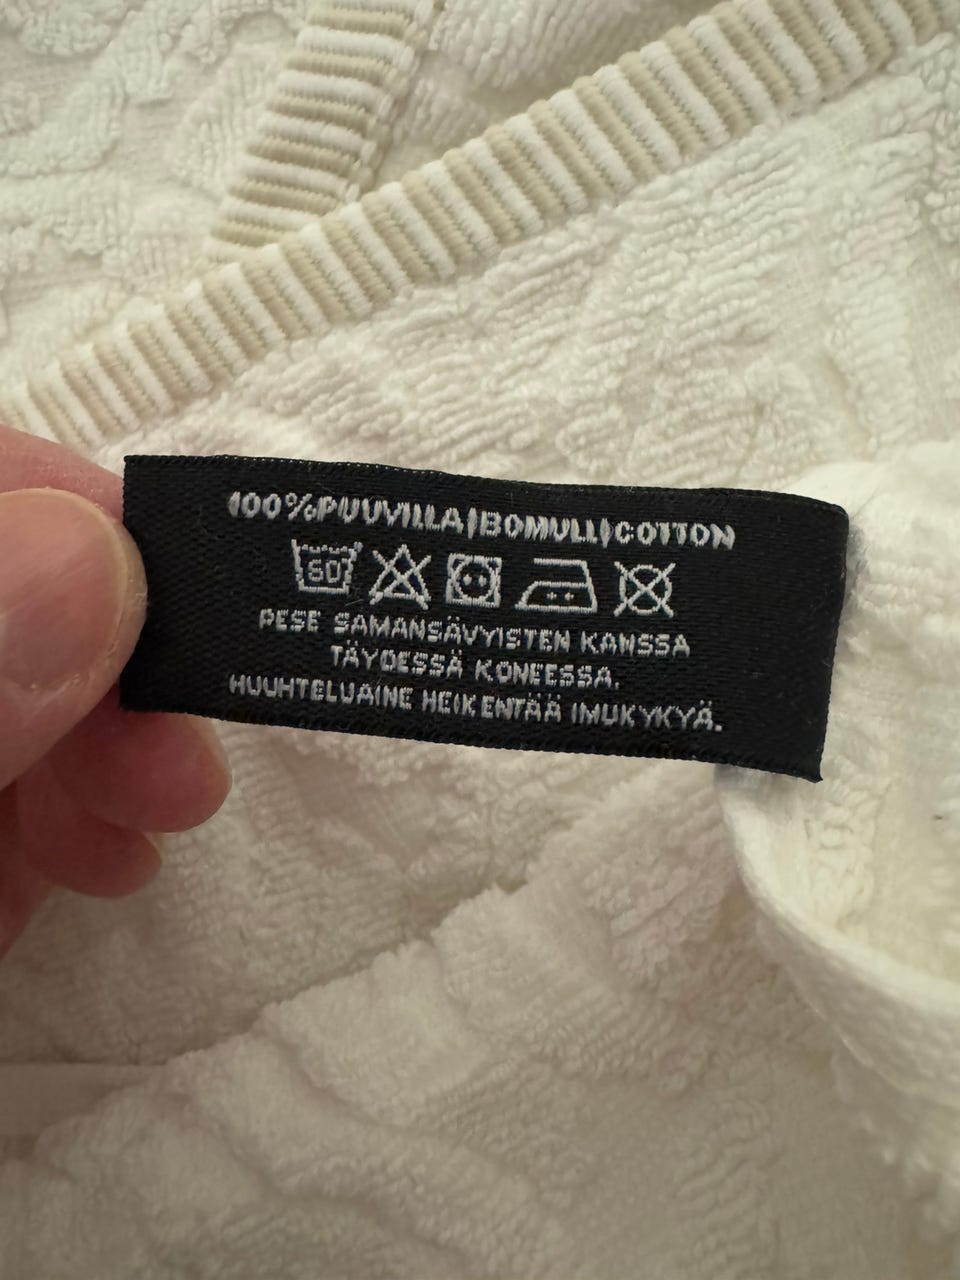 100%PUUVILLA|BOMULL|COTTON
60
PESE SAMANSÄVYISTEN KANSSA
TÄYDESSÄ KONEESSA.
HUUHTELUAINE HEIKENTÄÄ IMUKYKYÄ.